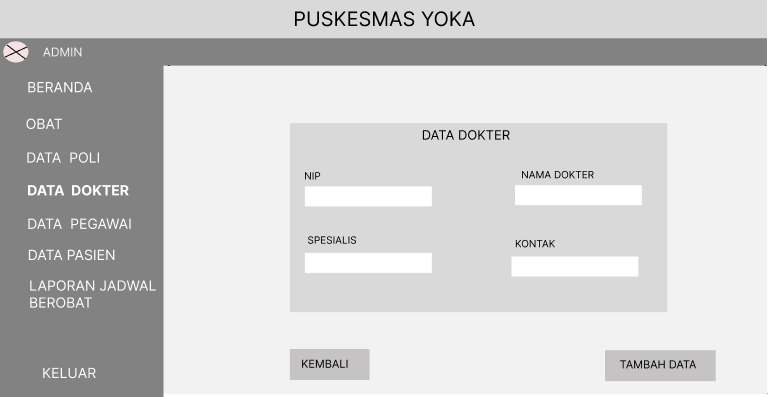 PUSKESMAS YOKA
ADMIN
BERANDA
OBAT
DATA POLI
DATA DOKTER
DATA PEGAWAI
DATA PASIEN
LAPORAN JADWAL
BEROBAT
KELUAR
DATA DOKTER
NIP
NAMA DOKTER
SPESIALIS
KONTAK
KEMBALI
TAMBAH DATA